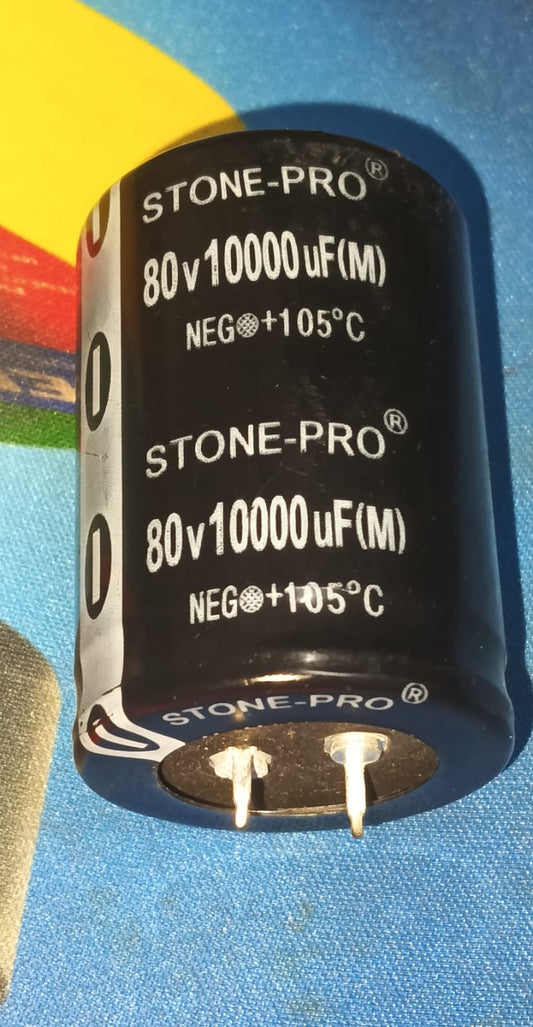 STONE-PRO®
80v10000uF(M)
NEG +105°C
STONE-PRO®
80v10000uF(M)
NEG +105°C
STONE-PRO®